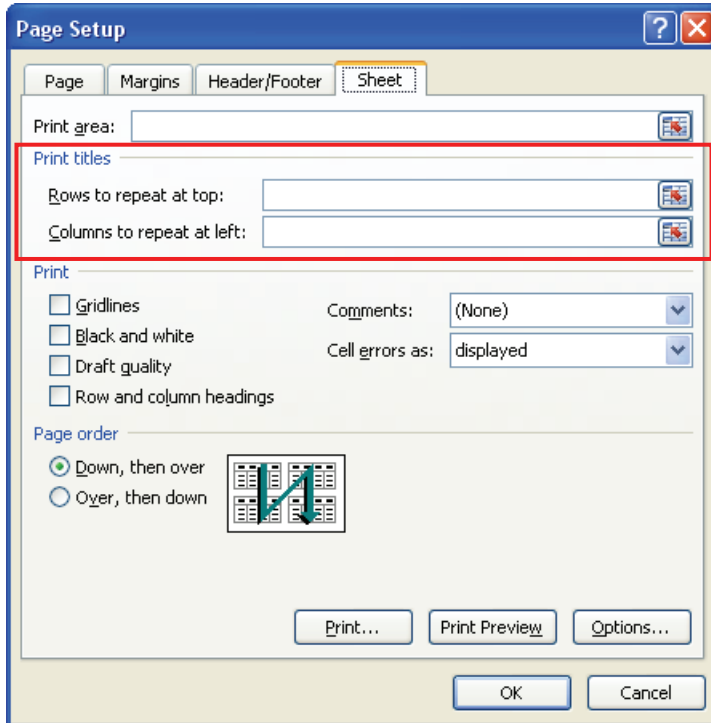 Page Setup
Page Margins Header/Footer Sheet
Print area:
Print titles
Rows to repeat at top:
Columns to repeat at left:
Print
Gridlines
Comments: (None)
Black and white
Cell errors as: displayed
Draft quality
Row and column headings
Page order
Down, then over
Over, then down
Print... Print Preview Options...
OK Cancel